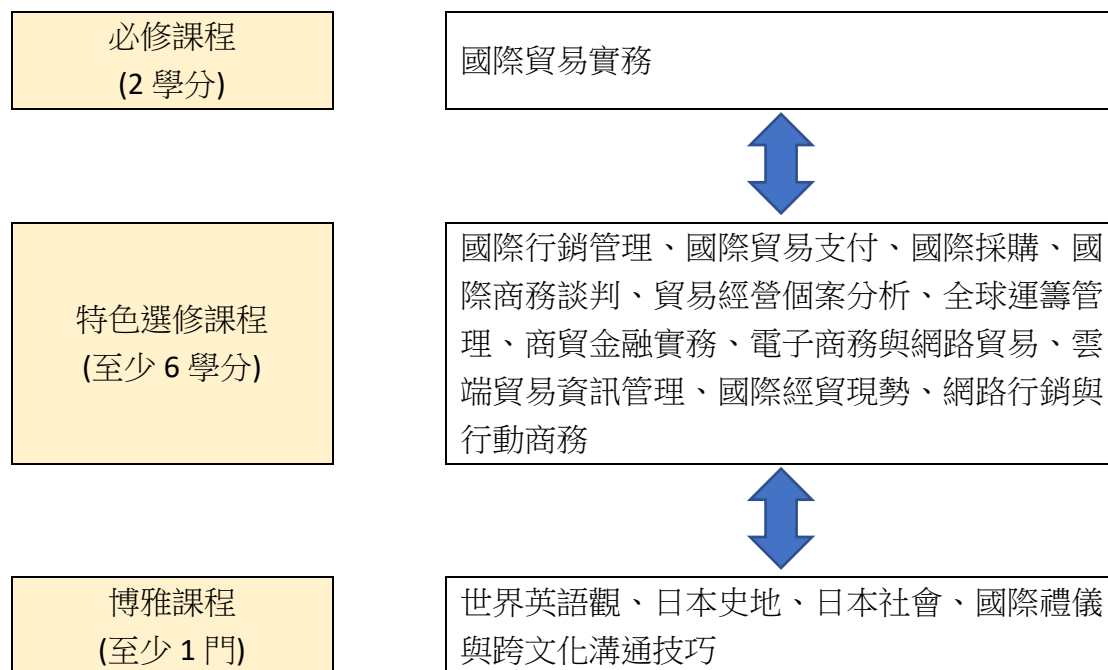 必修課程
(2 學分)
國際貿易實務
特色選修課程
(至少 6 學分)
國際行銷管理、國際貿易支付、國際採購、國
際商務談判、貿易經營個案分析、全球運籌管
理、商貿金融實務、電子商務與網路貿易、雲
端貿易資訊管理、國際經貿現勢、網路行銷與
行動商務
博雅課程
(至少 1 門)
世界英語觀、日本史地、日本社會、國際禮儀
與跨文化溝通技巧